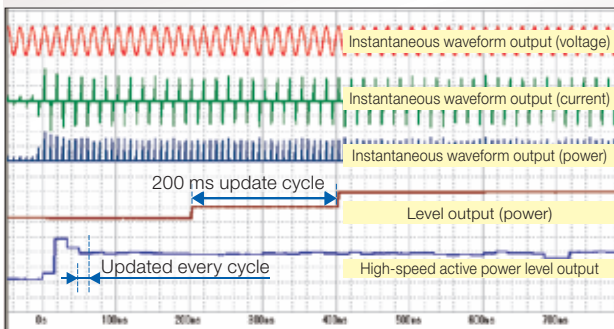 Instantaneous waveform output (voltage)
Instantaneous waveform output (current)
Instantaneous waveform output (power)
200 ms update cycle
Level output (power)
Updated every cycle
High-speed active power level output
0s 100ms 200ms 300ms 400ms 500ms 600ms 700ms